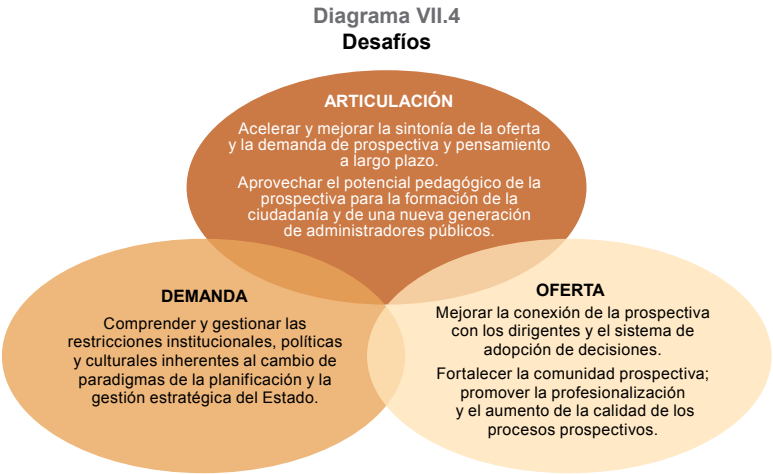 Diagrama VII.4
Desafíos
ARTICULACIÓN
Acelerar y mejorar la sintonía de la oferta
y la demanda de prospectiva y pensamiento
a largo plazo.
Aprovechar el potencial pedagógico de la
prospectiva para la formación de la
ciudadanía y de una nueva generación
de administradores públicos.
DEMANDA
Comprender y gestionar las
restricciones institucionales, políticas
y culturales inherentes al cambio de
paradigmas de la planificación y la
gestión estratégica del Estado.
OFERTA
Mejorar la conexión de la prospectiva
con los dirigentes y el sistema de
adopción de decisiones.
Fortalecer la comunidad prospectiva;
promover la profesionalización
y el aumento de la calidad de los
procesos prospectivos.